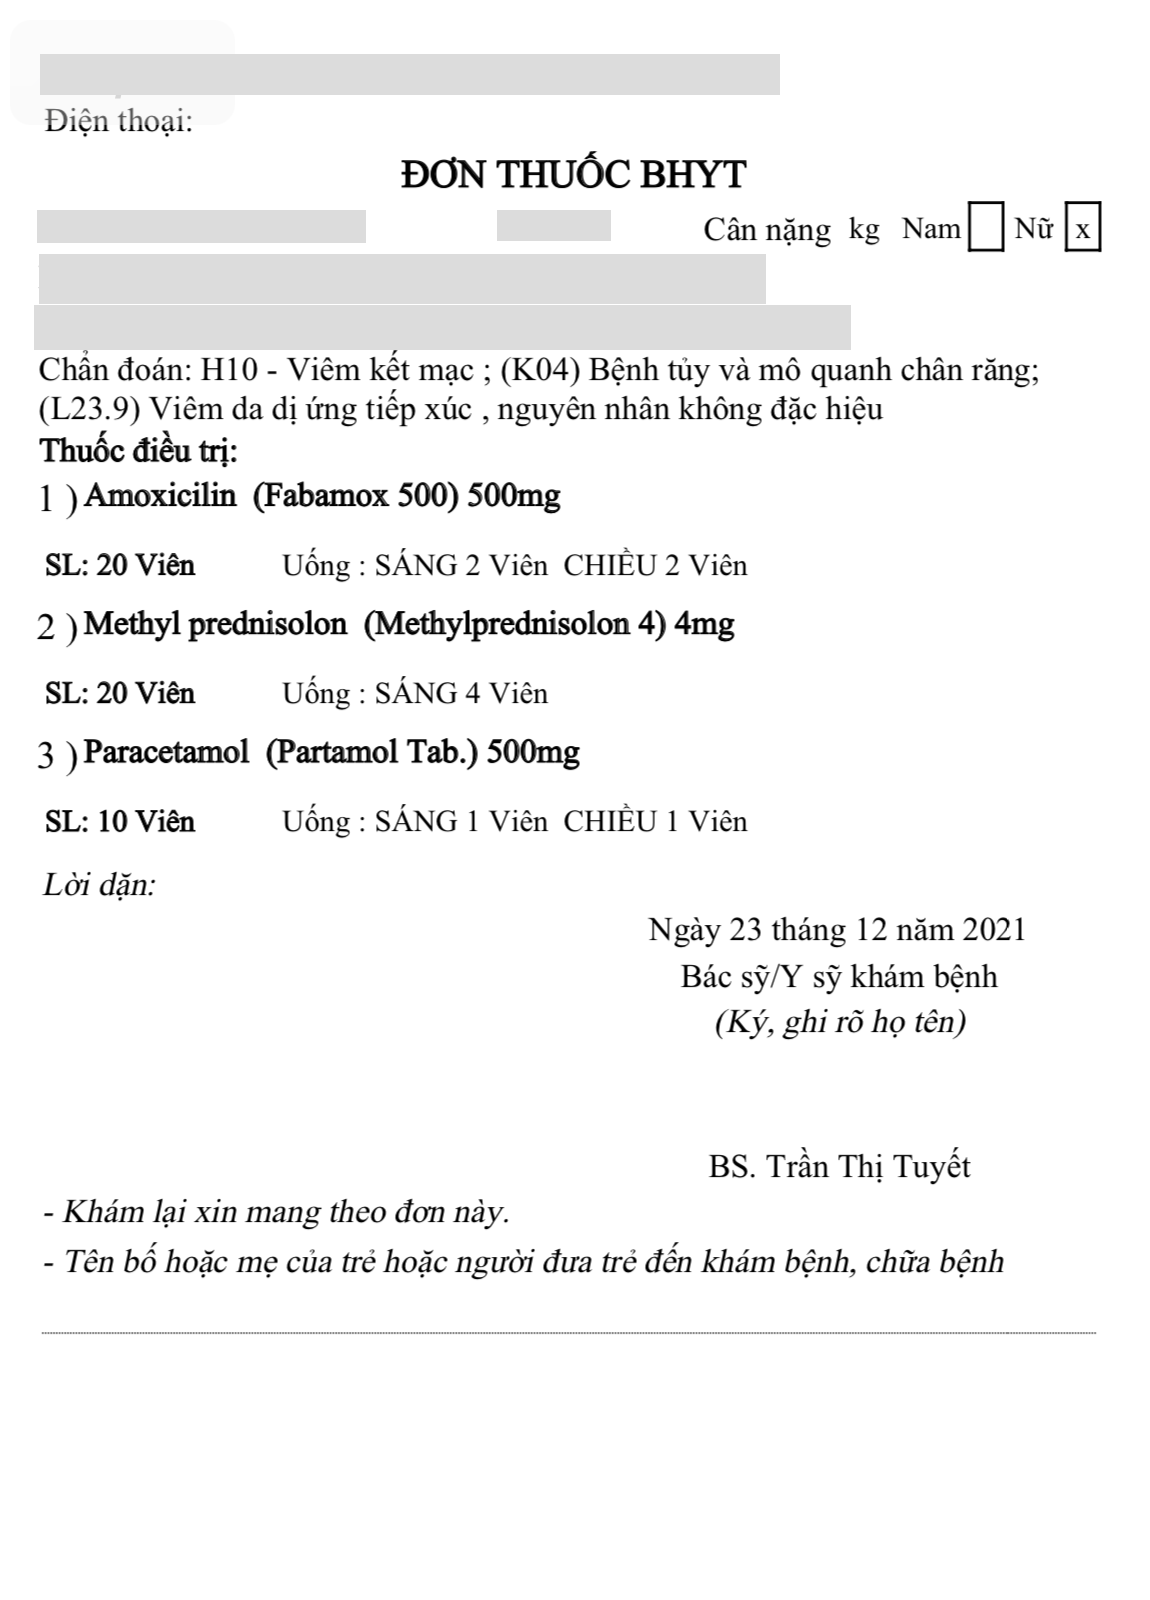 Điện thoại:
ĐƠN THUỐC BHYT
Cân nặng kg Nam Nữ x
Chẩn đoán: H10 - Viêm kết mạc ; (K04) Bệnh tủy và mô quanh chân răng;
(L23.9) Viêm da dị ứng tiếp xúc , nguyên nhân không đặc hiệu
Thuốc điều trị:
1 ) Amoxicilin (Fabamox 500) 500mg
SL: 20 Viên Uống : SÁNG 2 Viên CHIỀU 2 Viên
2 ) Methyl prednisolon (Methylprednisolon 4) 4mg
SL: 20 Viên Uống : SÁNG 4 Viên
3 ) Paracetamol (Partamol Tab.) 500mg
SL: 10 Viên Uống : SÁNG 1 Viên CHIỀU 1 Viên
Lời dặn:
Ngày 23 tháng 12 năm 2021
Bác sỹ/Y sỹ khám bệnh
(Ký, ghi rõ họ tên)
BS. Trần Thị Tuyết
- Khám lại xin mang theo đơn này.
- Tên bố hoặc mẹ của trẻ hoặc người đưa trẻ đến khám bệnh, chữa bệnh